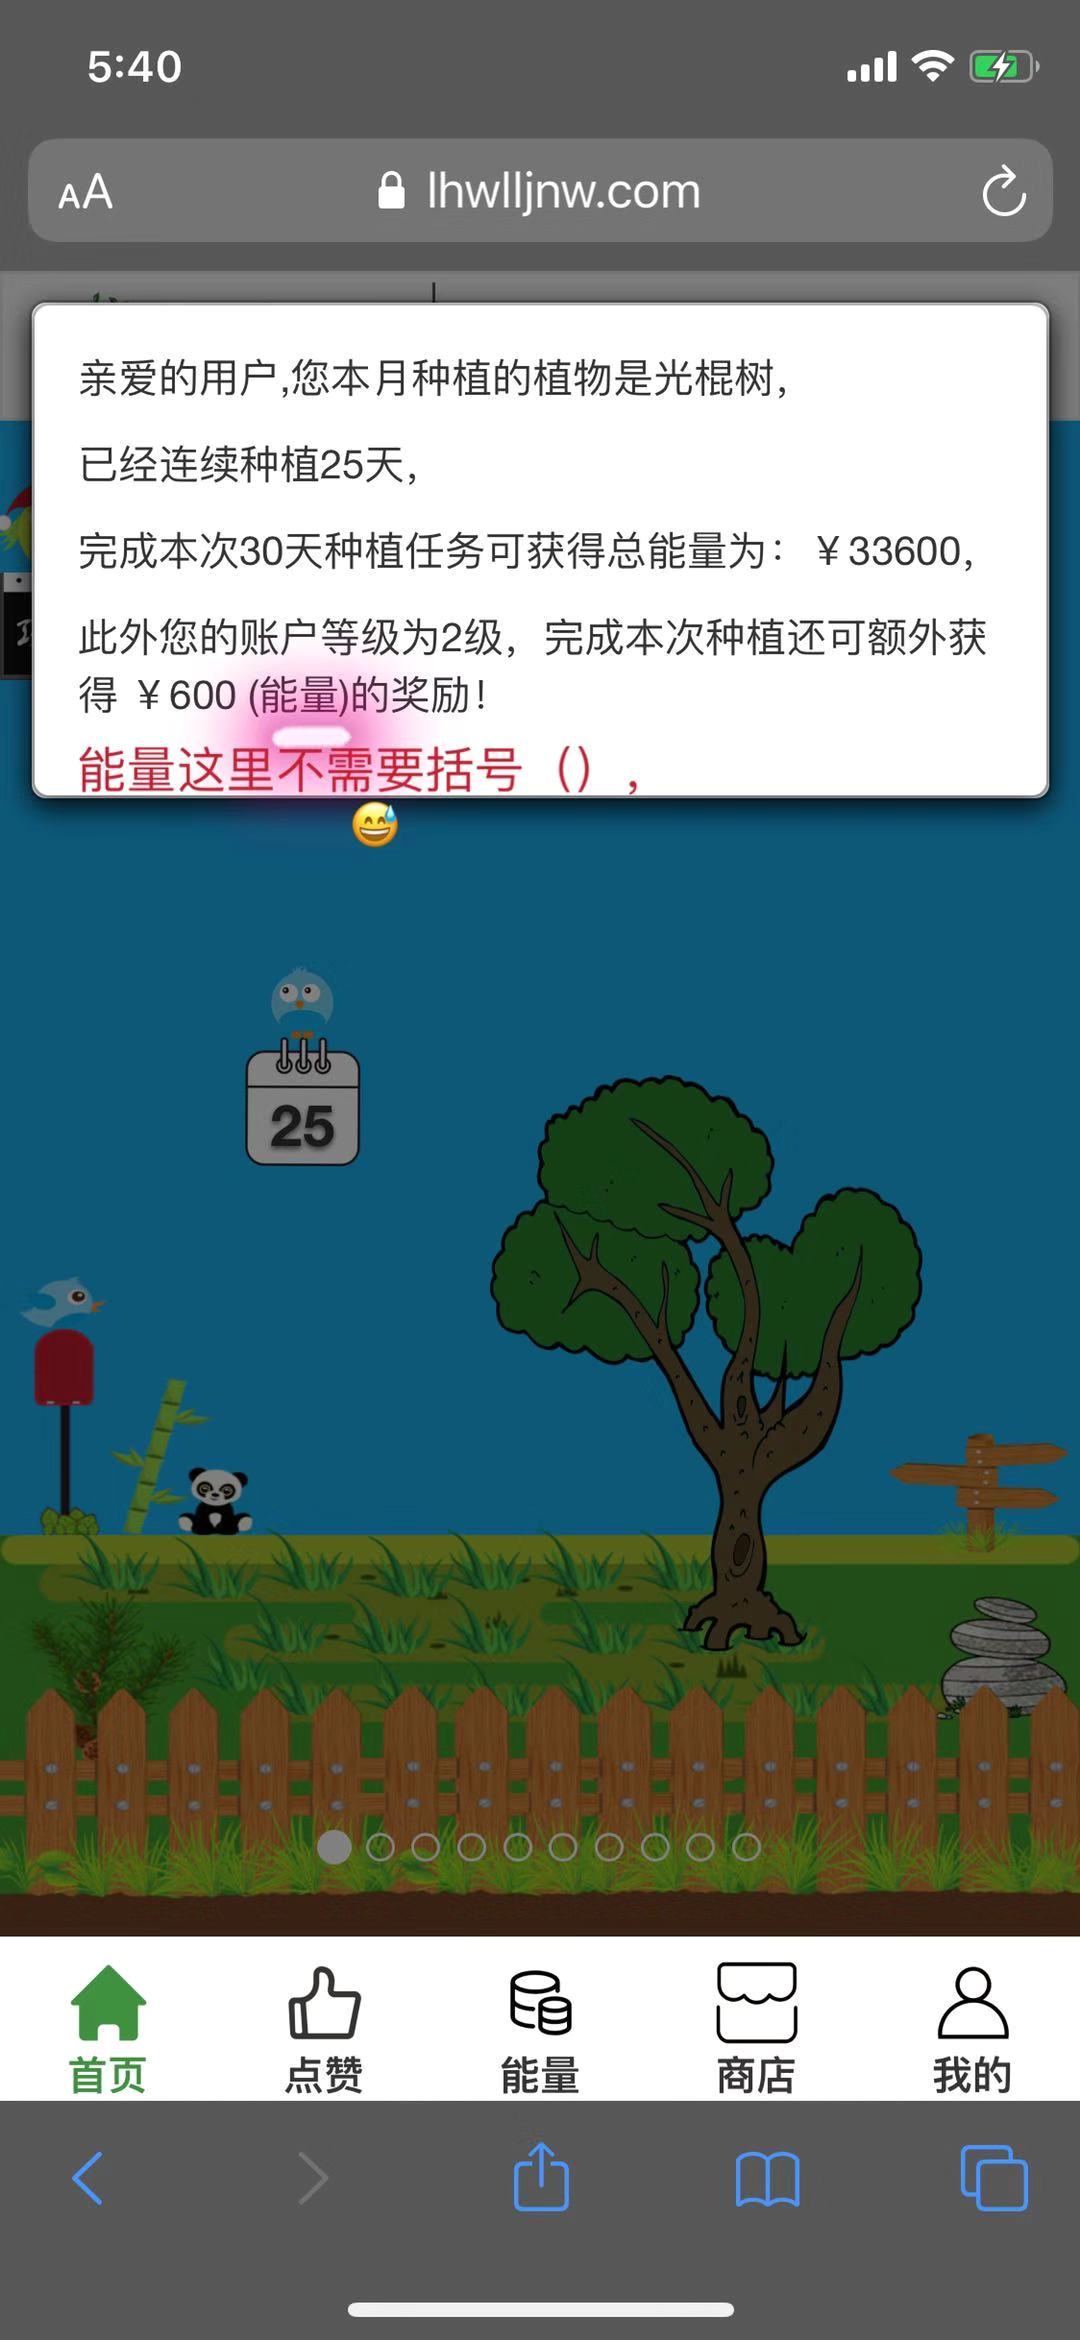 5:40
AA lhwlljnw.com
亲爱的用户,您本月种植的植物是光棍树,
已经连续种植25天,
完成本次30天种植任务可获得总能量为：￥33600,
此外您的账户等级为2级，完成本次种植还可额外获
得 ￥600 (能量)的奖励！
能量这里不需要括号（），
25
首页 点赞 能量 商店 我的